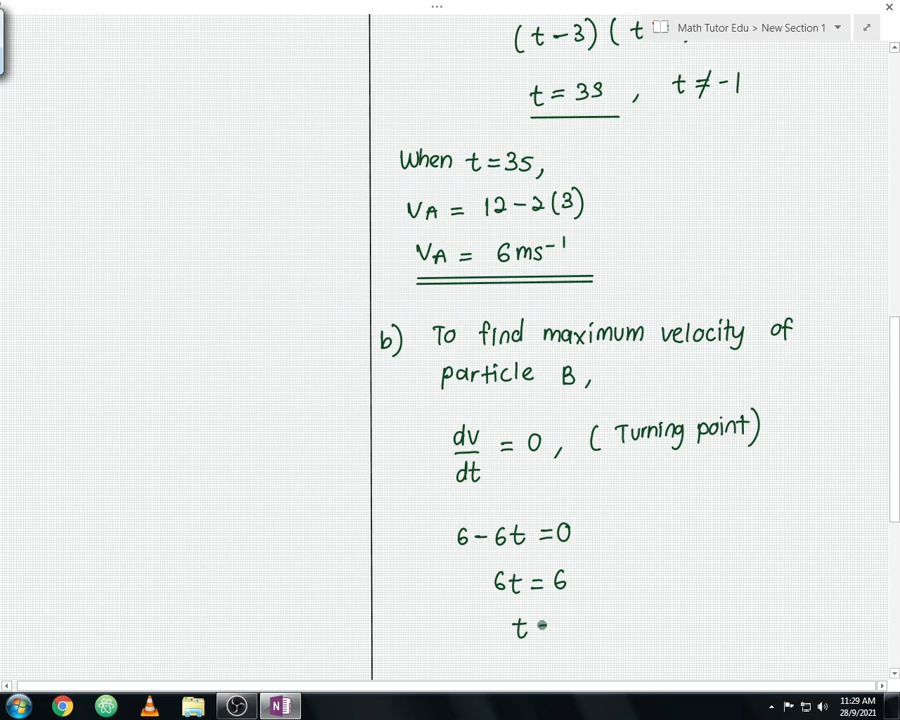 ...
(t-3)(t
Math Tutor Edu > New Section 1
t = 3s , t ≠ -1
When t=3s,
VA = 12-2(3)
VA = 6ms⁻¹
b) To find maximum velocity of
particle B,
dv/dt = 0, (Turning point)
6-6t = 0
6t = 6
t -
11:29 AM
28/9/2021